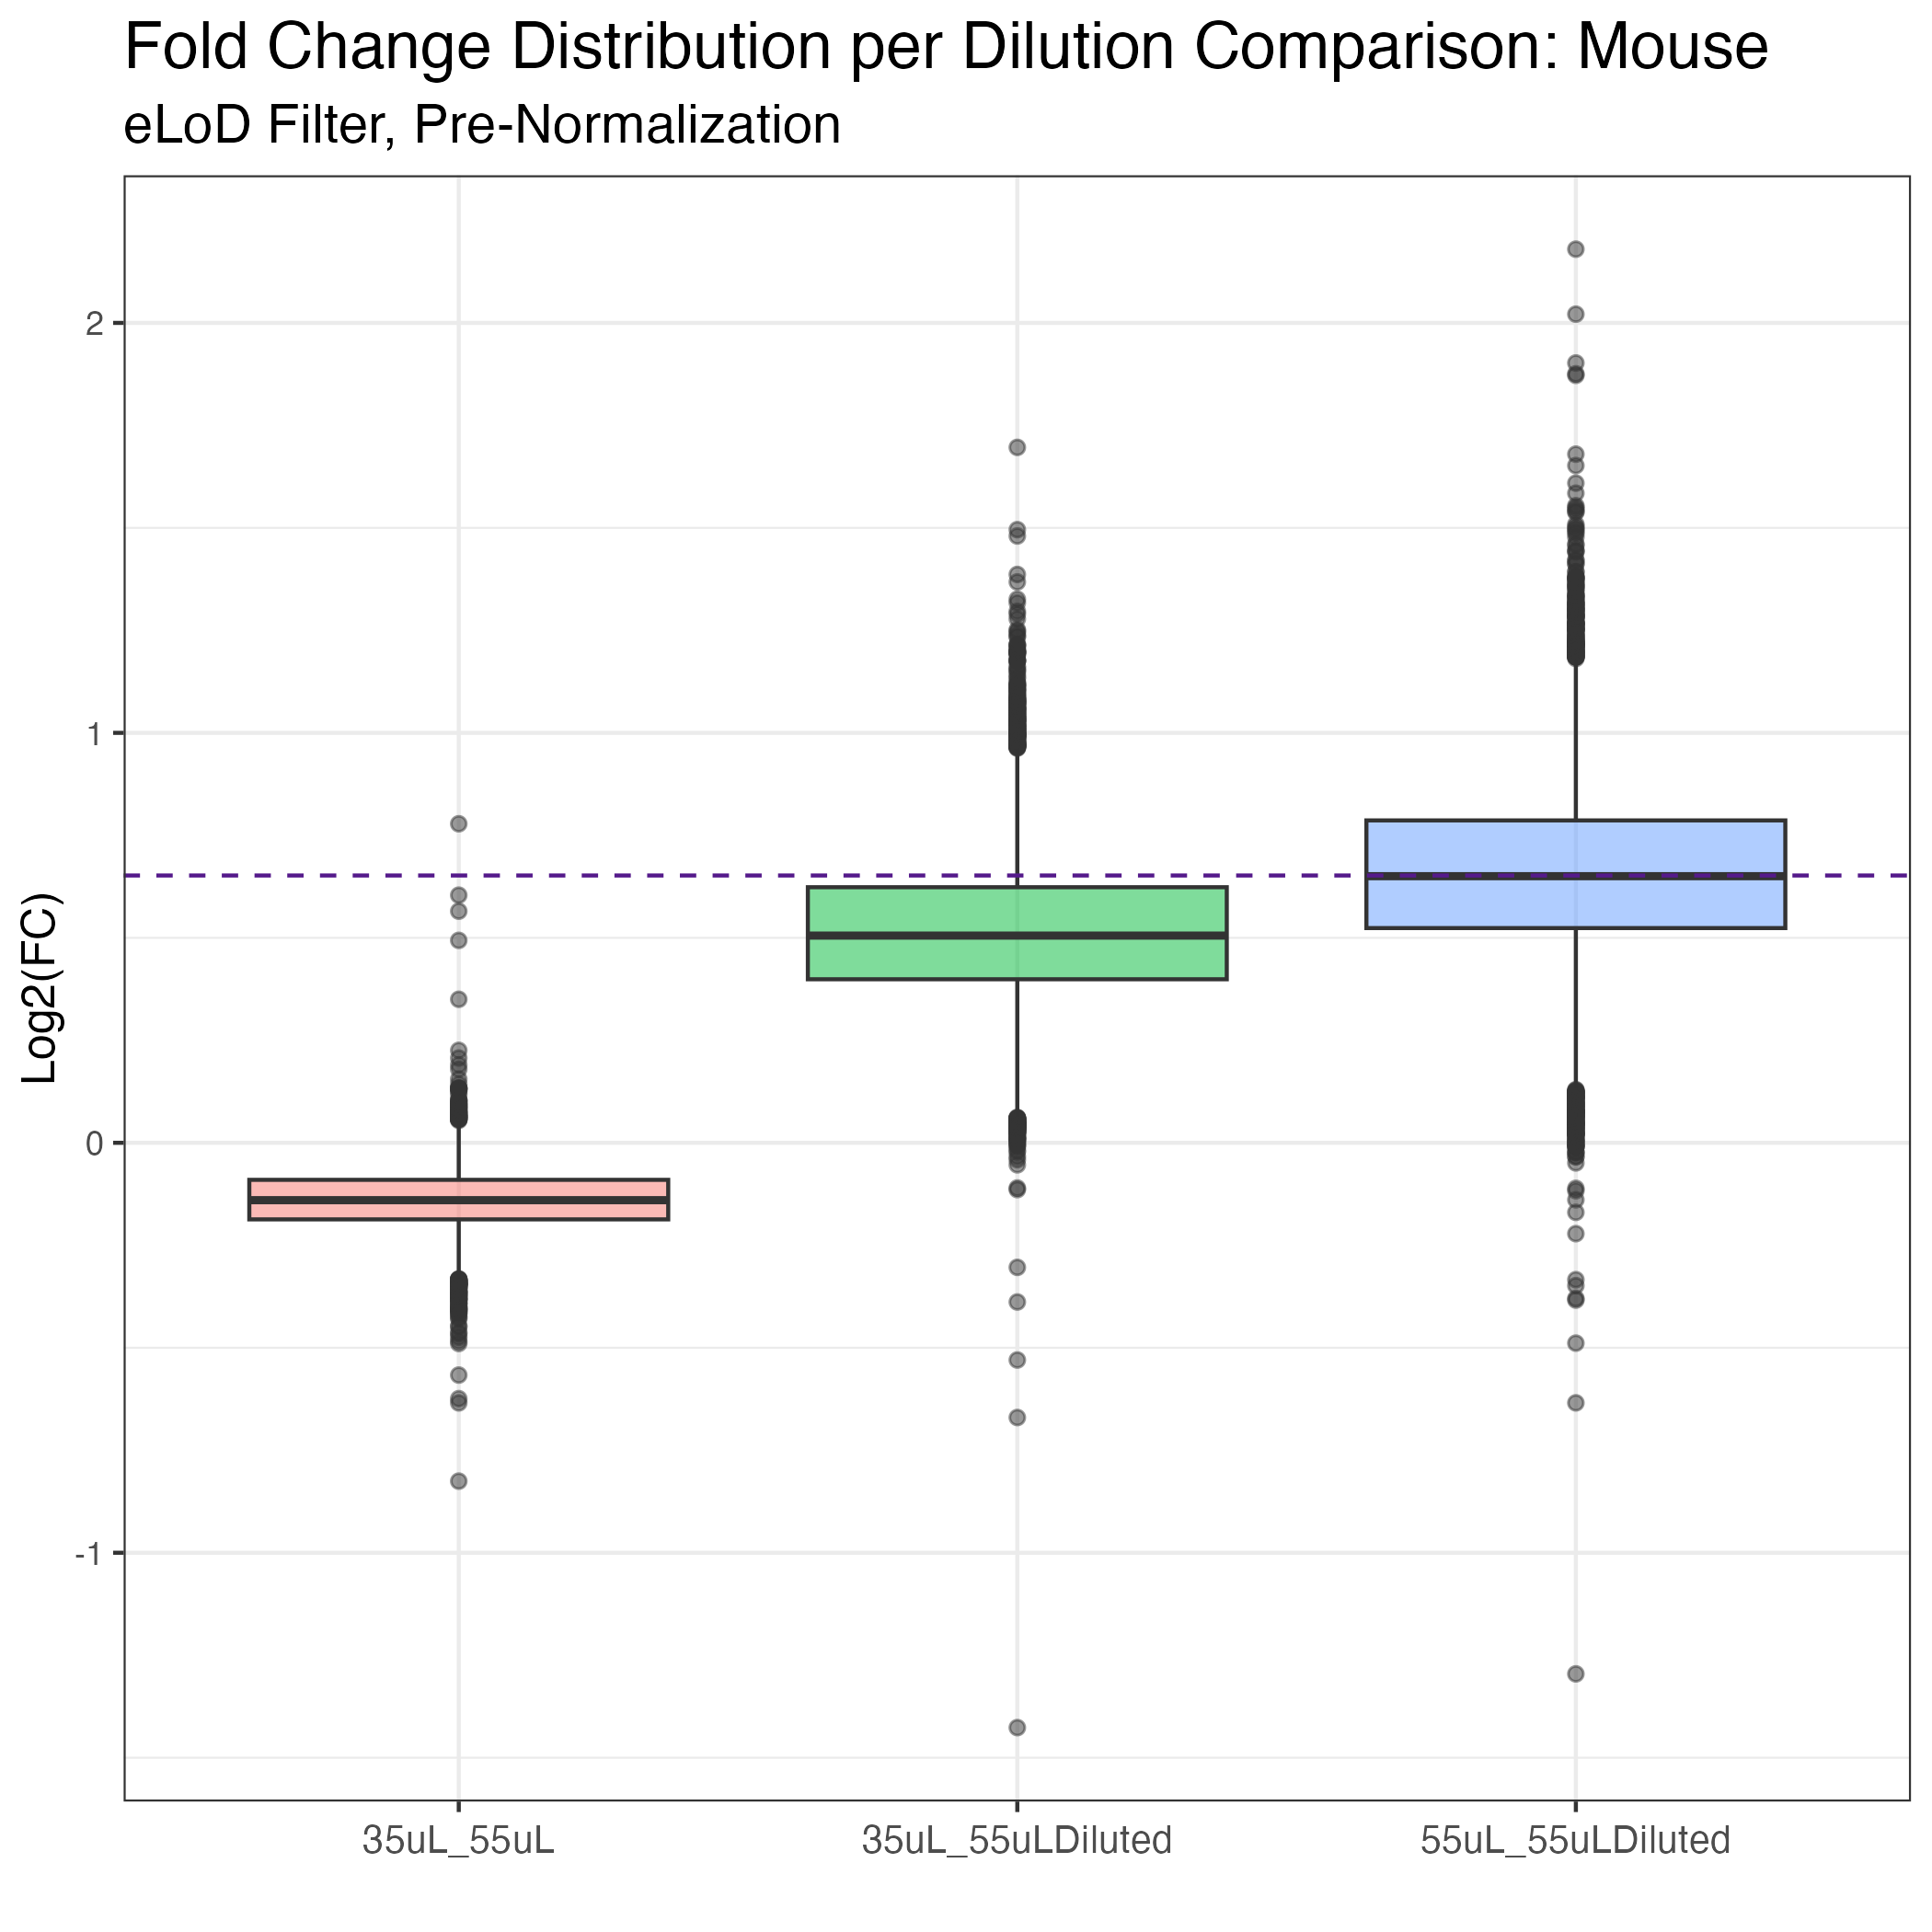 Fold Change Distribution per Dilution Comparison: Mouse
eLoD Filter, Pre-Normalization
Log2(FC)
2
1
0
-1
35uL_55uL
35uL_55uLDiluted
55uL_55uLDiluted